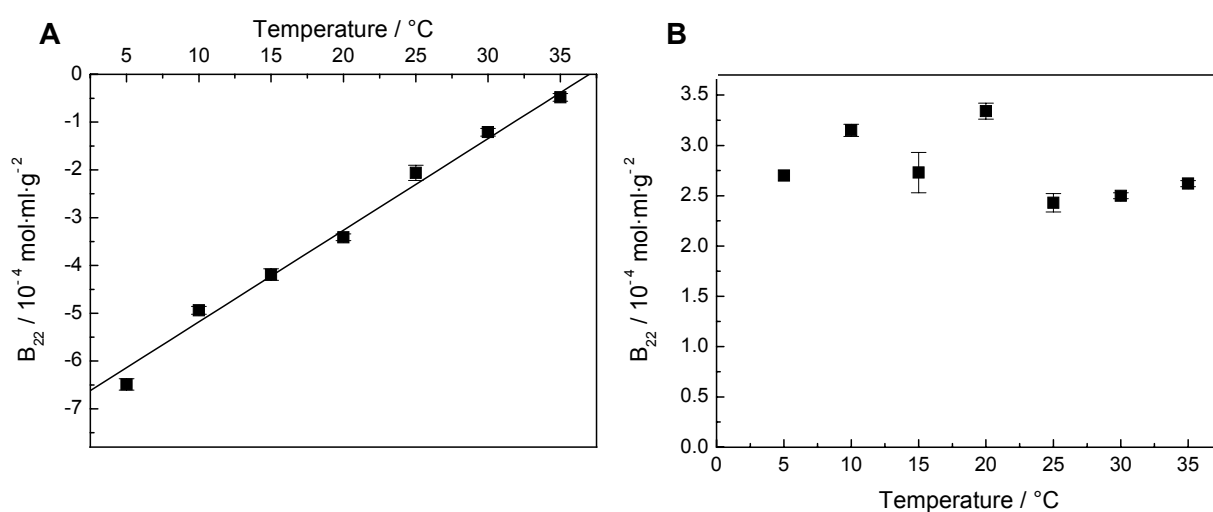 A
Temperature / °C
5 10 15 20 25 30 35
0
-1
-2
-3
-4
-5
-6
-7
B₂₂ / 10⁻⁴ mol·ml·g⁻²
B
3.5
3.0
2.5
2.0
1.5
1.0
0.5
0.0
B₂₂ / 10⁻⁴ mol·ml·g⁻²
0 5 10 15 20 25 30 35
Temperature / °C